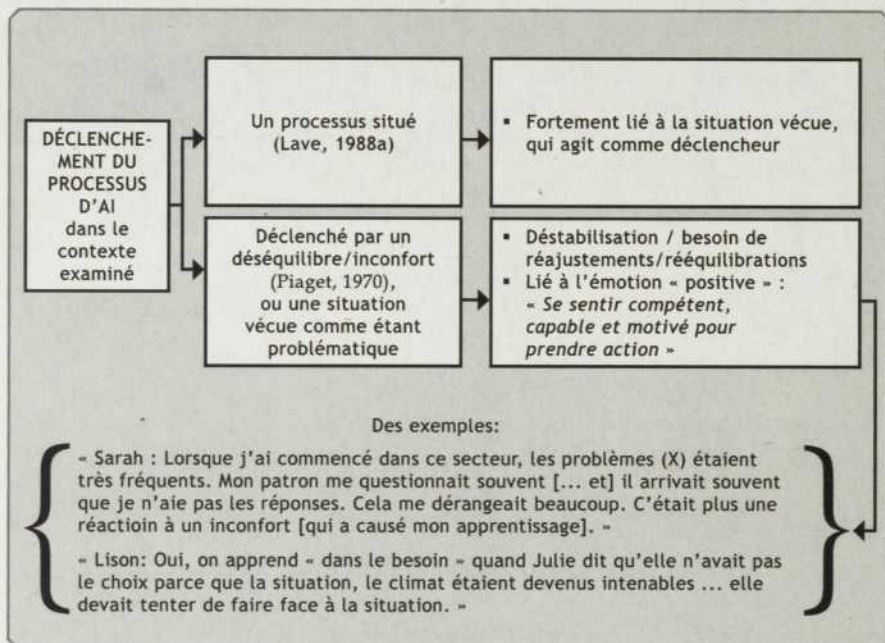 DÉCLENCHE-
MENT DU
PROCESSUS
D'AI
dans le
contexte
examiné
Un processus situé
(Lave, 1988a)
▪ Fortement lié à la situation vécue,
qui agit comme déclencheur
Déclenché par un
déséquilibre/inconfort
(Piaget, 1970),
ou une situation
vécue comme étant
problématique
▪ Déstabilisation / besoin de
réajustements/rééquilibrations
▪ Lié à l'émotion « positive » :
« Se sentir compétent,
capable et motivé pour
prendre action »
Des exemples:
« Sarah : Lorsque j'ai commencé dans ce secteur, les problèmes (X) étaient
très fréquents. Mon patron me questionnait souvent [... et] il arrivait souvent
que je n'aie pas les réponses. Cela me dérangeait beaucoup. C'était plus une
réactioin à un inconfort [qui a causé mon apprentissage]. »
« Lison: Oui, on apprend « dans le besoin » quand Julie dit qu'elle n'avait pas
le choix parce que la situation, le climat étaient devenus intenables ... elle
devait tenter de faire face à la situation. »